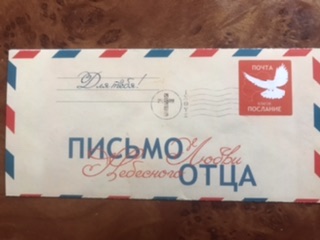 Для тебя!
ПОЧТА
ПОСЛАНИЕ
ПИСЬМО Любви
Небесного ОТЦА